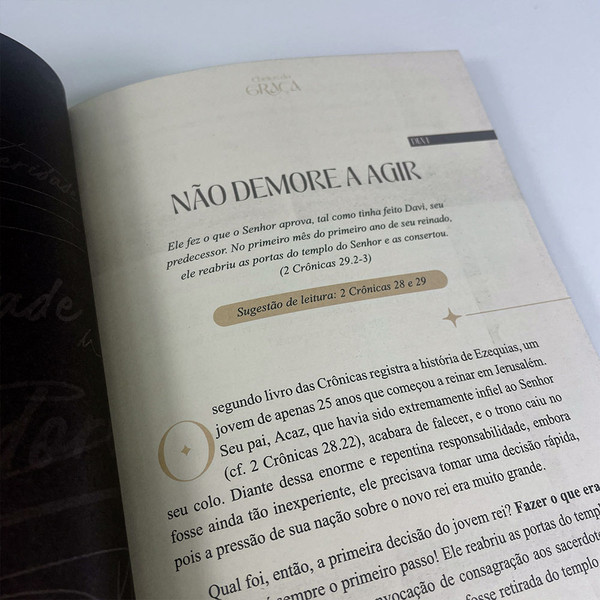 GRAÇA
DIA 1
NÃO DEMORE A AGIR
Ele fez o que o Senhor aprova, tal como tinha feito Davi, seu
predecessor. No primeiro mês do primeiro ano de seu reinado,
ele reabriu as portas do templo do Senhor e as consertou.
(2 Crônicas 29.2-3)
Sugestão de leitura: 2 Crônicas 28 e 29
O segundo livro das Crônicas registra a história de Ezequias, um
jovem de apenas 25 anos que começou a reinar em Jerusalém.
Seu pai, Acaz, que havia sido extremamente infiel ao Senhor
(cf. 2 Crônicas 28.22), acabara de falecer, e o trono caiu no
seu colo. Diante dessa enorme e repentina responsabilidade, embora
fosse ainda tão inexperiente, ele precisava tomar uma decisão rápida,
pois a pressão de sua nação sobre o novo rei era muito grande.
Qual foi, então, a primeira decisão do jovem rei? Fazer o que era
sempre o primeiro passo! Ele reabriu as portas do templ
vocação de consagração aos sacerdote
fosse retirada do templo